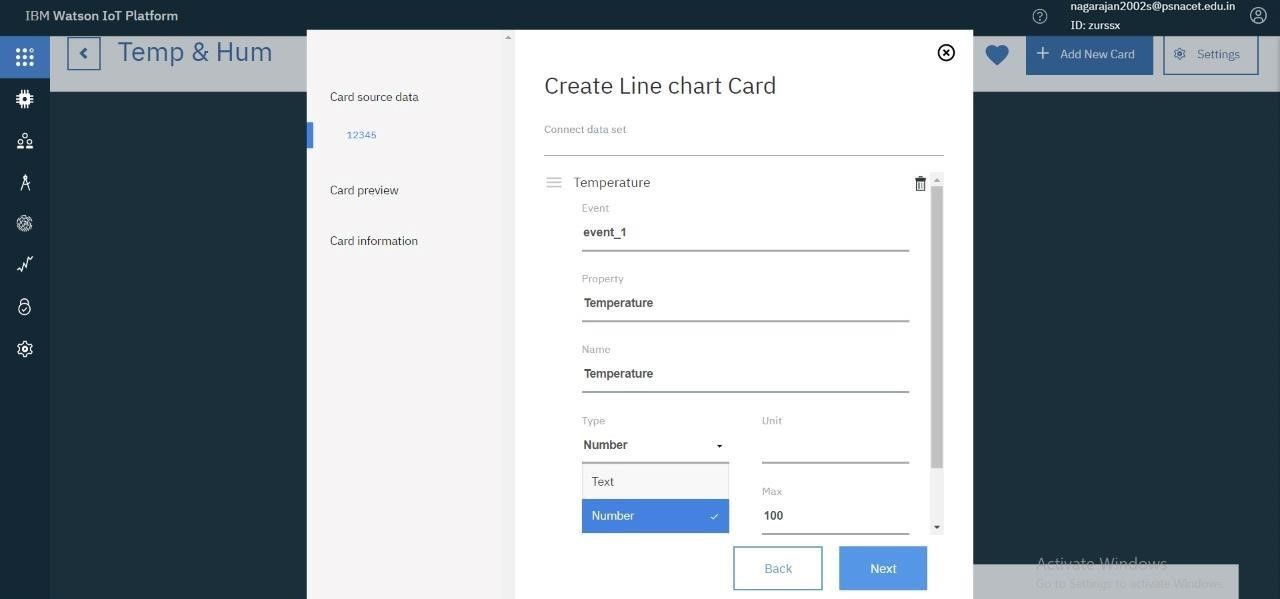 IBM Watson IoT Platform
nagarajan2002s@psnacet.edu.in
ID: zurssx
Temp & Hum
Add New Card
Settings
Card source data
12345
Card preview
Card information
Create Line chart Card
Connect data set
Temperature
Event
event_1
Property
Temperature
Name
Temperature
Type
Unit
Number
Text
Number
Max
100
Back
Next
Activate Windows
Go to Settings to activate Windows.